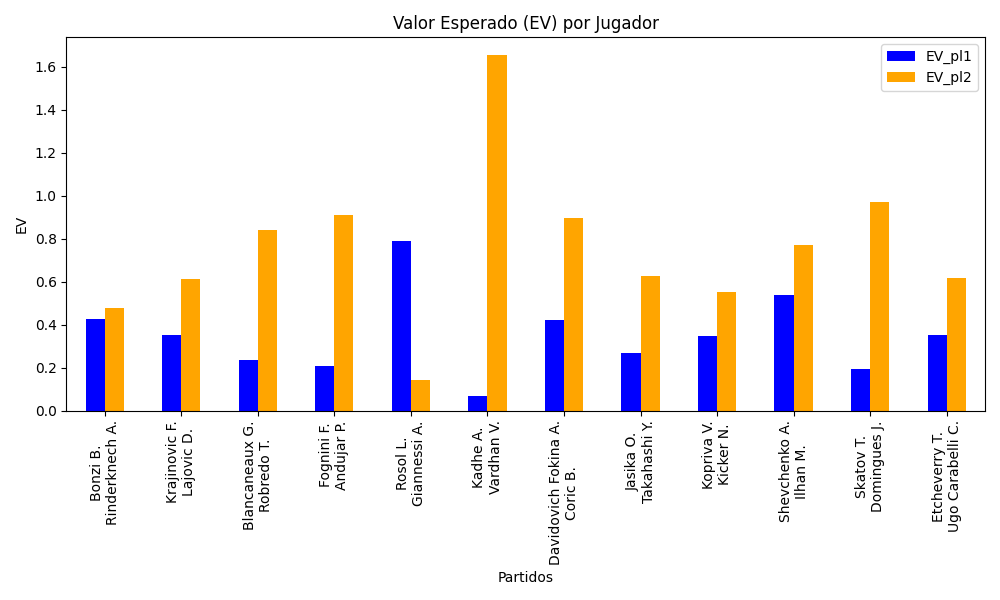 Valor Esperado (EV) por Jugador
EV_pl1
EV_pl2
EV
1.6
1.4
1.2
1.0
0.8
0.6
0.4
0.2
0.0
Bonzi B.
Rinderknech A.
Krajinovic F.
Lajovic D.
Blancaneaux G.
Robredo T.
Fognini F.
Andujar P.
Rosol L.
Giannessi A.
Kadhe A.
Vardhan V.
Davidovich Fokina A.
Coric B.
Jasika O.
Takahashi Y.
Kopriva V.
Kicker N.
Shevchenko A.
Ilhan M.
Skatov T.
Domingues J.
Etcheverry T.
Ugo Carabelli C.
Partidos